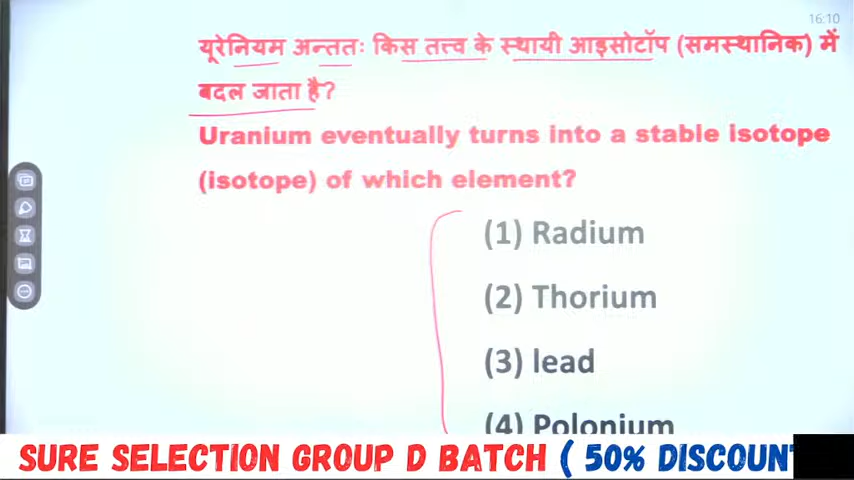 16:10
यूरेनियम अन्ततः किस तत्त्व के स्थायी आइसोटॉप (समस्थानिक) में
बदल जाता है?
Uranium eventually turns into a stable isotope
(isotope) of which element?
(1) Radium
(2) Thorium
(3) lead
(4) Polonium
SURE SELECTION GROUP D BATCH ( 50% DISCOUNT